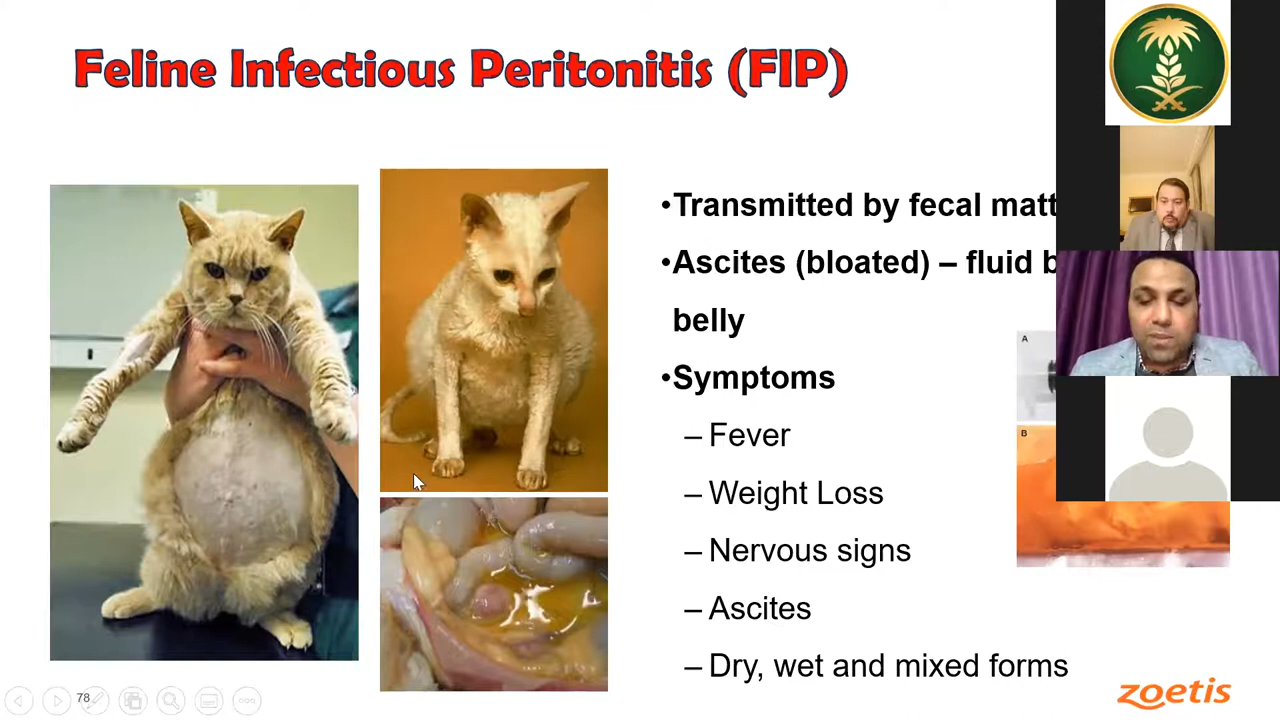 Feline Infectious Peritonitis (FIP)
•Transmitted by fecal matt
•Ascites (bloated) – fluid b
belly
•Symptoms
– Fever
– Weight Loss
– Nervous signs
– Ascites
– Dry, wet and mixed forms
A
B
78
zoetis